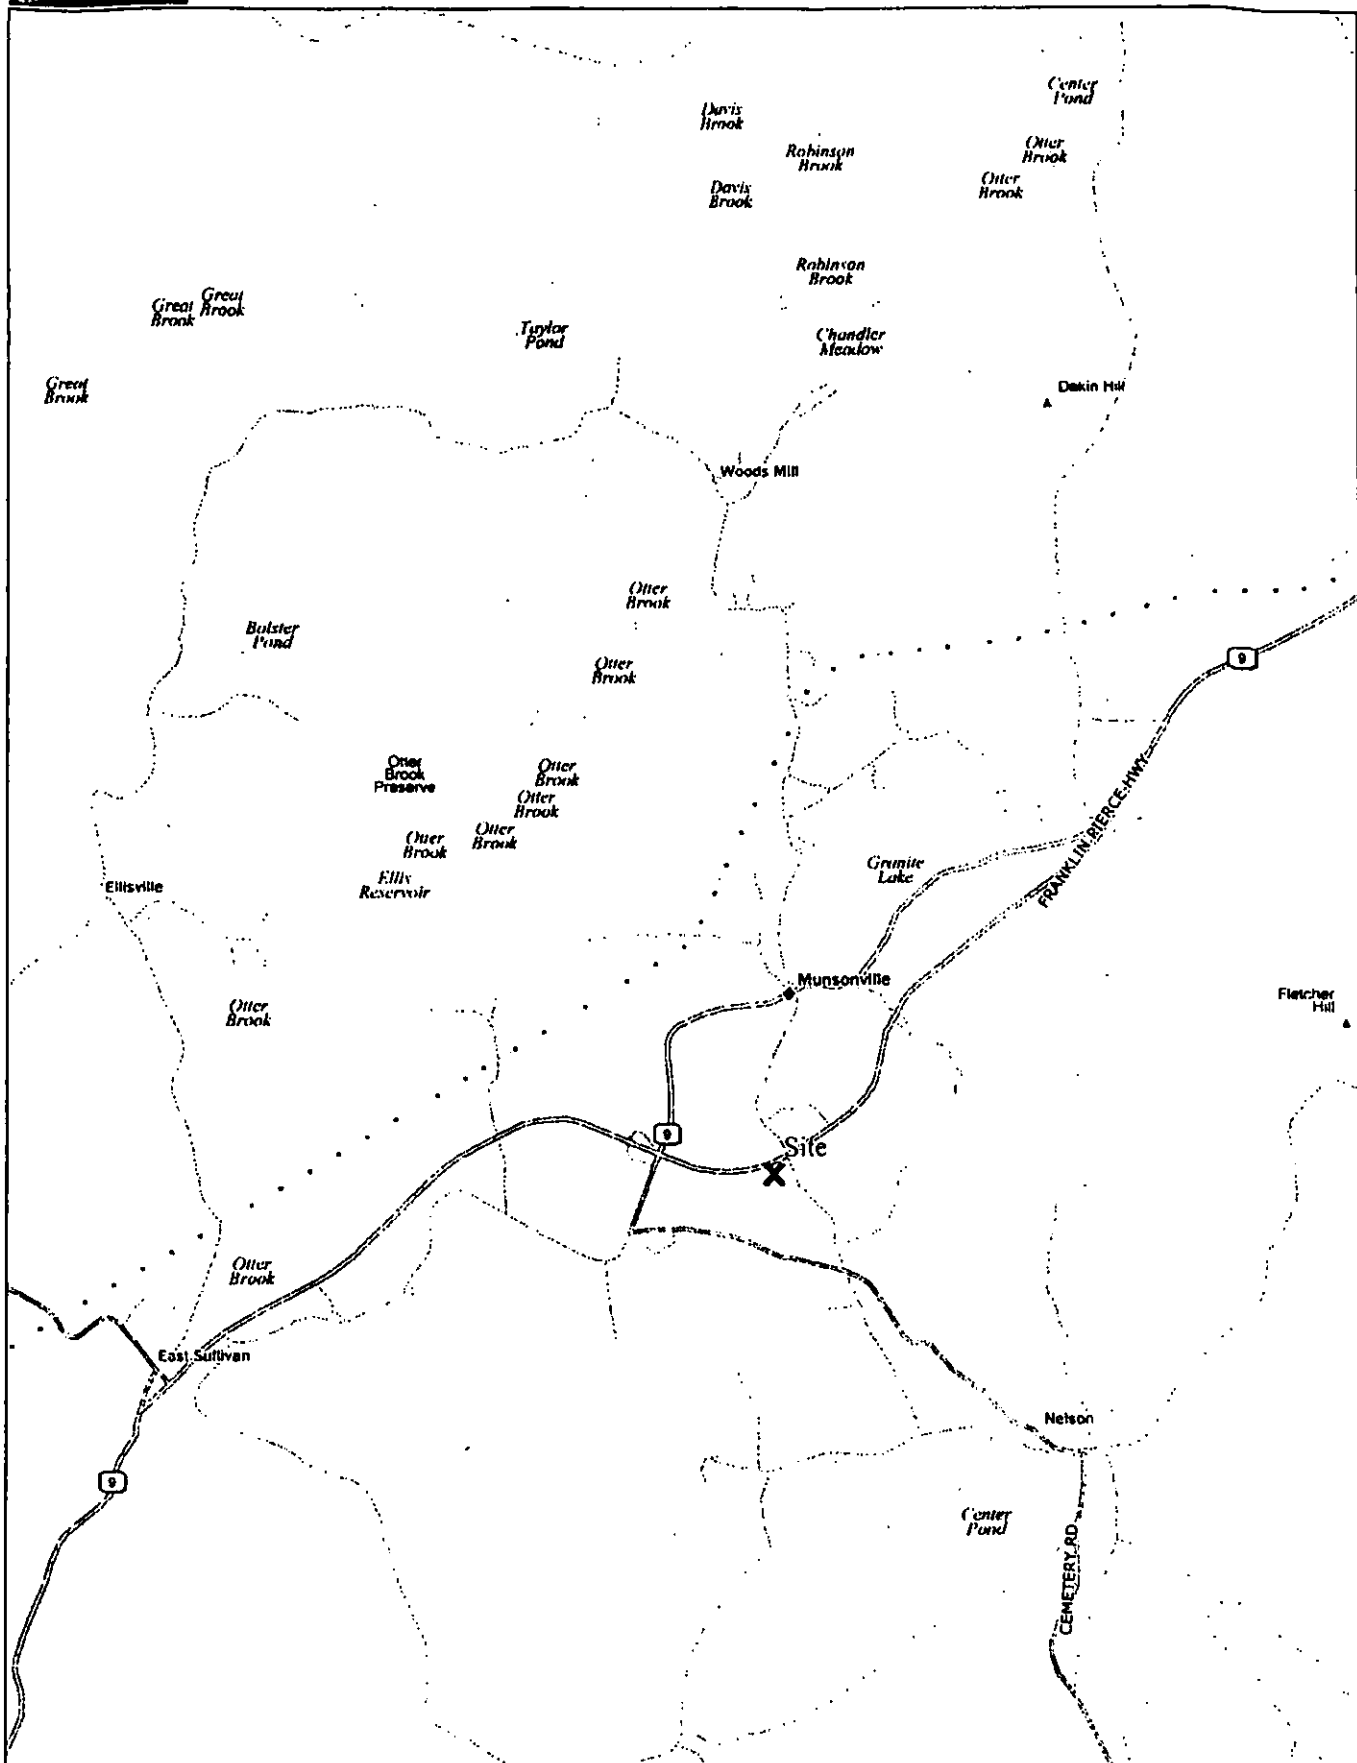 Center
Pond
Davis
Brook
Otter
Brook
Robinson
Brook
Otter
Brook
Davis
Brook
Robinson
Brook
Great
Brook
Great
Brook
Taylor
Pond
Chandler
Meadow
Great
Brook
Dakin Hill
Woods Mill
Otter
Brook
Bolster
Pond
9
Otter
Brook
Otter
Brook
Preserve
Otter
Brook
Otter
Brook
Otter
Brook
Otter
Brook
FRANKLIN PIERCE HWY
Granite
Lake
Ellis
Reservoir
Ellisville
Munsonville
Fletcher
Hill
Otter
Brook
9
Site
X
Otter
Brook
East Sullivan
Nelson
9
Center
Pond
CEMETERY RD